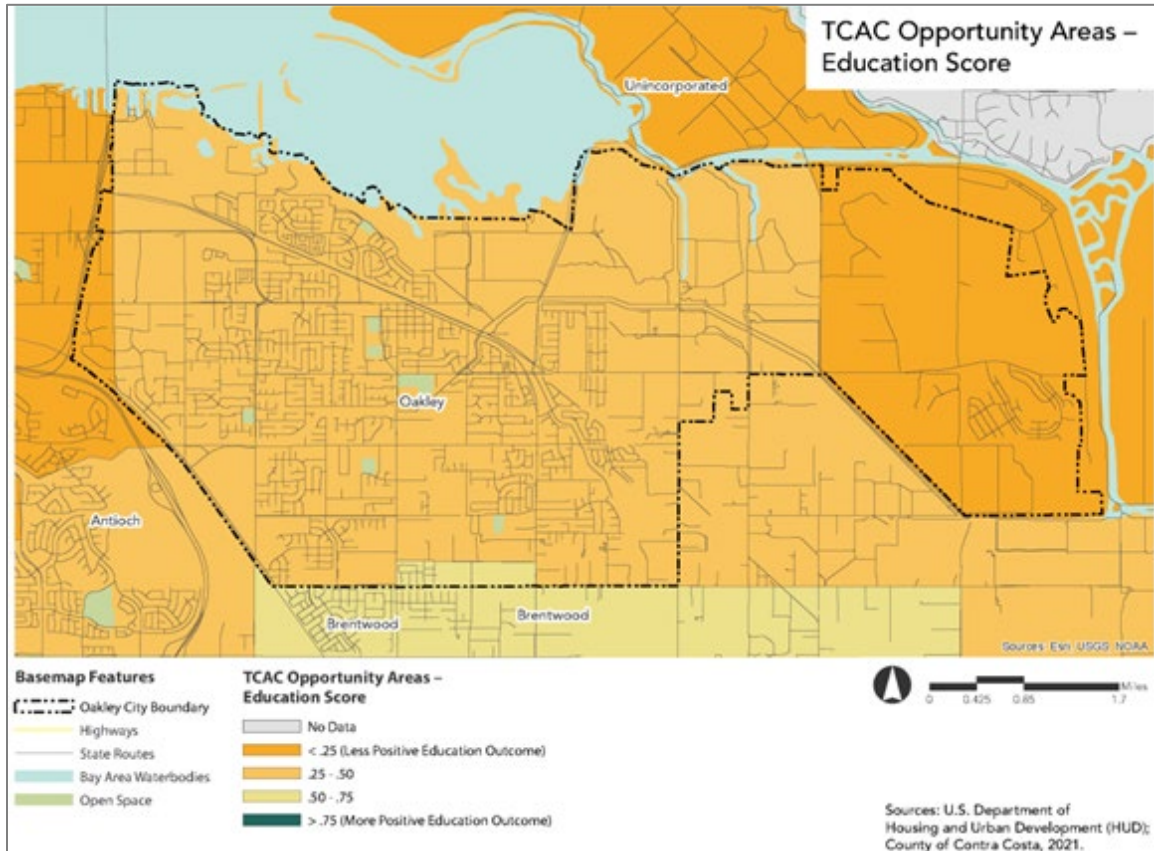 TCAC Opportunity Areas –
Education Score
Unincorporated
Oakley
Antioch
Brentwood
Brentwood
Sources: Esri, USGS, NOAA
Basemap Features
Oakley City Boundary
Highways
State Routes
Bay Area Waterbodies
Open Space
TCAC Opportunity Areas –
Education Score
No Data
< .25 (Less Positive Education Outcome)
.25 - .50
.50 - .75
> .75 (More Positive Education Outcome)
Miles
0 0.425 0.85 1.7
Sources: U.S. Department of
Housing and Urban Development (HUD);
County of Contra Costa, 2021.